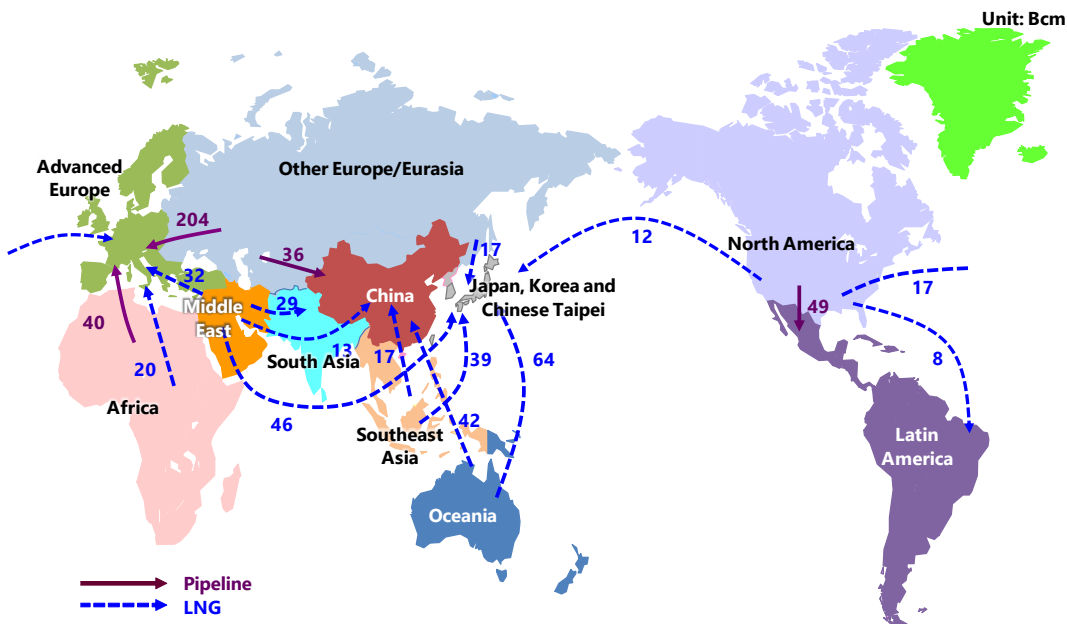 Unit: Bcm
Advanced
Europe
Other Europe/Eurasia
204
36
32
17
12
North America
17
49
8
China
Japan, Korea and
Chinese Taipei
Middle
East
29
13
South Asia
17
39
64
40
20
Africa
46
42
Southeast
Asia
Latin
America
Oceania
Pipeline
LNG